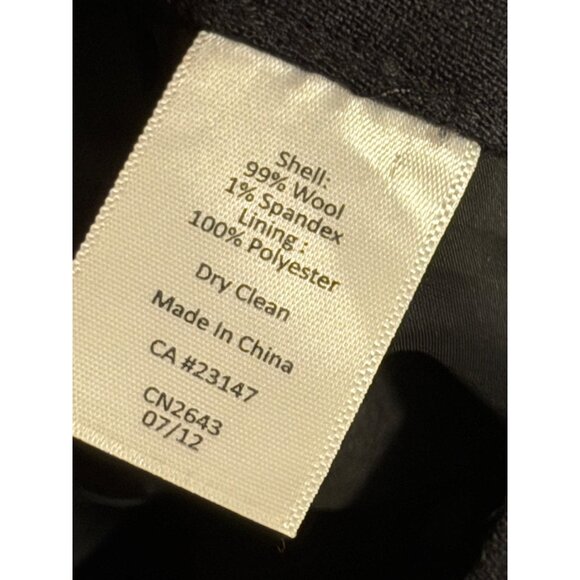 Shell:
99% Wool
1% Spandex
Lining :
100% Polyester
Dry Clean
Made In China
CA #23147
CN2643
07/12